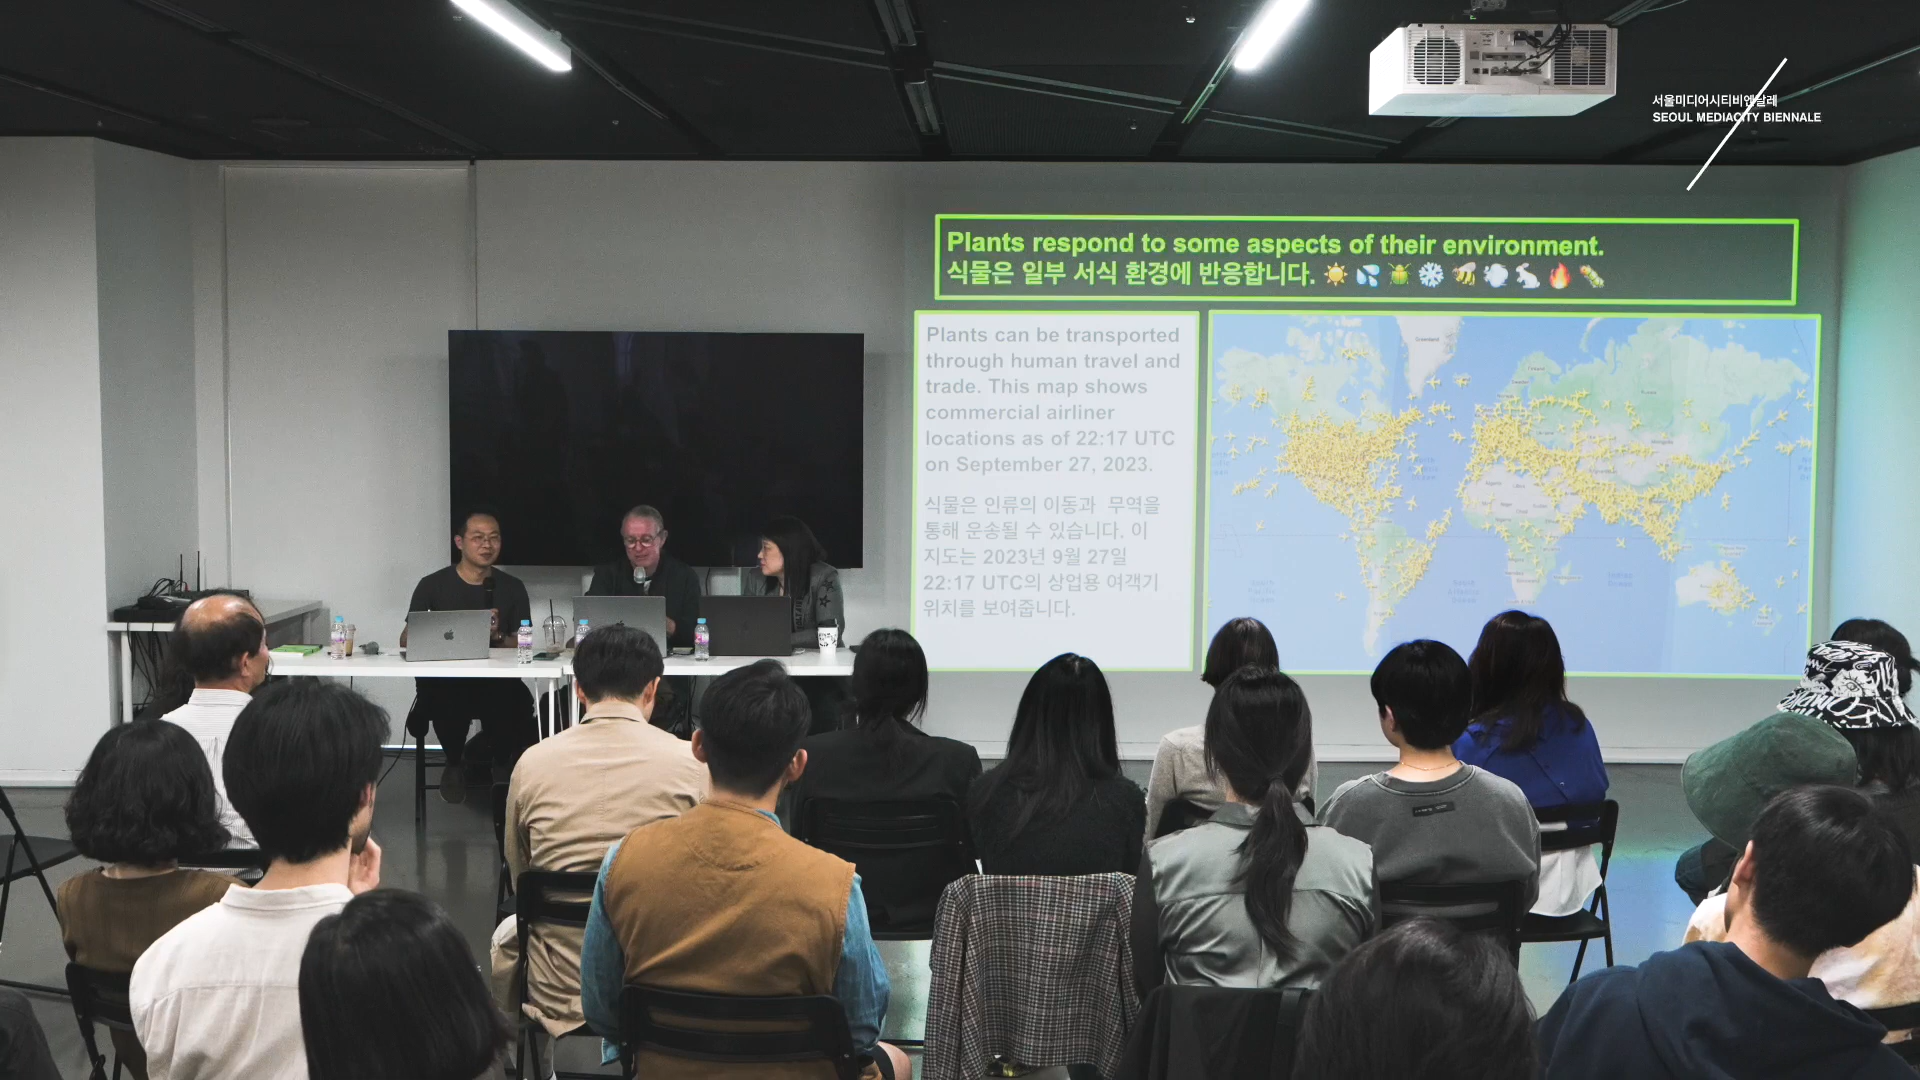 서울미디어시티비엔날레
SEOUL MEDIACITY BIENNALE
Plants respond to some aspects of their environment.
식물은 일부 서식 환경에 반응합니다.
Plants can be transported
through human travel and
trade. This map shows
commercial airliner
locations as of 22:17 UTC
on September 27, 2023.
식물은 인류의 이동과 무역을
통해 운송될 수 있습니다. 이
지도는 2023년 9월 27일
22:17 UTC의 상업용 여객기
위치를 보여줍니다.
Greenland